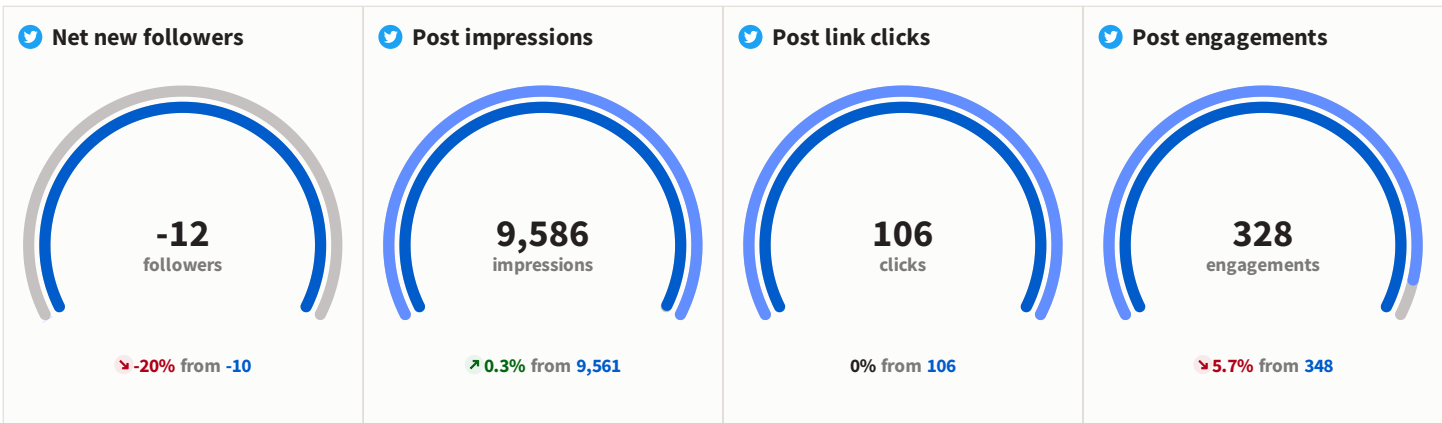 Net new followers
-12
followers
-20% from -10
Post impressions
9,586
impressions
0.3% from 9,561
Post link clicks
106
clicks
0% from 106
Post engagements
328
engagements
5.7% from 348